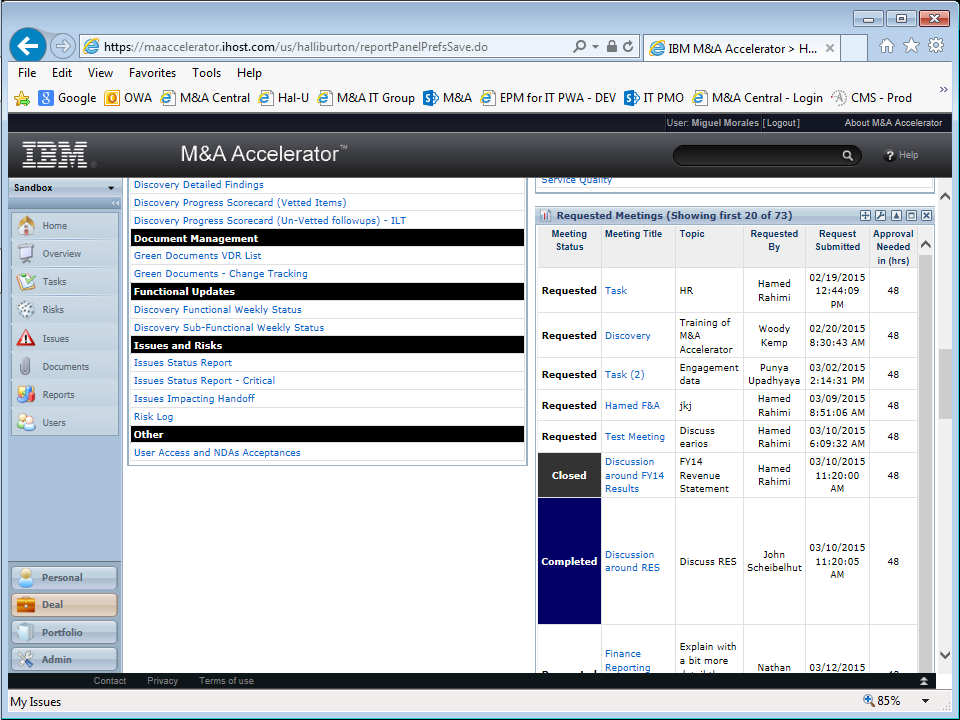 https://maaccelerator.ihost.com/us/halliburton/reportPanelPrefsSave.do
IBM M&A Accelerator > H...
File Edit View Favorites Tools Help
Google OWA M&A Central Hal-U M&A IT Group M&A EPM for IT PWA - DEV IT PMO M&A Central - Login CMS - Prod
User: Miguel Morales [Logout] About M&A Accelerator
IBM M&A Accelerator™ Help
Sandbox
Home
Overview
Tasks
Risks
Issues
Documents
Reports
Users
Personal
Deal
Portfolio
Admin
Discovery Detailed Findings
Discovery Progress Scorecard (Vetted Items)
Discovery Progress Scorecard (Un-Vetted followups) - ILT
Document Management
Green Documents VDR List
Green Documents - Change Tracking
Functional Updates
Discovery Functional Weekly Status
Discovery Sub-Functional Weekly Status
Issues and Risks
Issues Status Report
Issues Status Report - Critical
Issues Impacting Handoff
Risk Log
Other
User Access and NDAs Acceptances
Service Quality
Requested Meetings (Showing first 20 of 73)
Meeting Meeting Title Topic Requested Request Approval
Status By Submitted Needed
in (hrs)
02/19/2015
Requested Task HR Hamed Rahimi 12:44:09 48
PM
Training of
Requested Discovery M&A Woody Kemp 02/20/2015 8:30:43 AM 48
Accelerator
Requested Task (2) Engagement data Punya Upadhyaya 03/02/2015 2:14:31 PM 48
Requested Hamed F&A jkj Hamed Rahimi 03/09/2015 8:51:06 AM 48
Requested Test Meeting Discuss earios Hamed Rahimi 03/10/2015 6:09:32 AM 48
Discussion FY14 03/10/2015
Closed around FY14 Revenue Hamed Rahimi 11:20:00 48
Results Statement AM
03/10/2015
Completed Discussion around RES Discuss RES John Scheibelhut 11:20:05 48
AM
Explain with
Finance a bit more
Requested Reporting Nathan 03/12/2015
Contact Privacy Terms of use
My Issues 85%